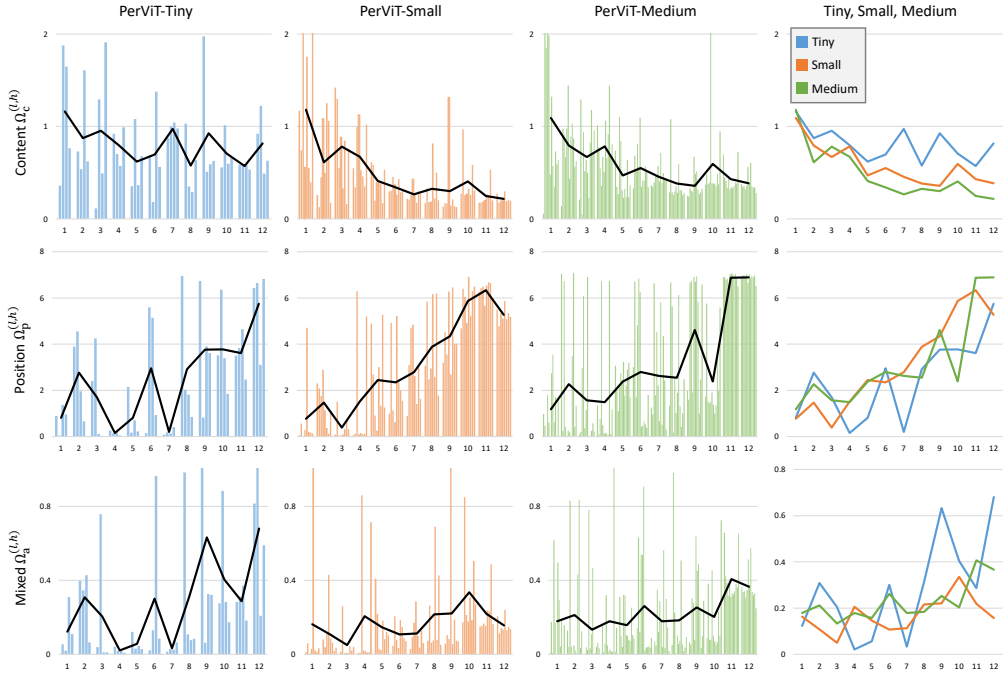 PerViT-Tiny PerViT-Small PerViT-Medium Tiny, Small, Medium
Content Ω_c^(l,h)
2 2 2 2
Tiny
Small
Medium
1 1 1 1
0 0 0 0
1 2 3 4 5 6 7 8 9 10 11 12 1 2 3 4 5 6 7 8 9 10 11 12 1 2 3 4 5 6 7 8 9 10 11 12 1 2 3 4 5 6 7 8 9 10 11 12
Position Ω_p^(l,h)
8 8 8 8
6 6 6 6
4 4 4 4
2 2 2 2
0 0 0 0
1 2 3 4 5 6 7 8 9 10 11 12 1 2 3 4 5 6 7 8 9 10 11 12 1 2 3 4 5 6 7 8 9 10 11 12 1 2 3 4 5 6 7 8 9 10 11 12
Mixed Ω_a^(l,h)
0.8 0.8 0.8 0.8
0.6
0.4 0.4 0.4 0.4
0.2
0 0 0 0
1 2 3 4 5 6 7 8 9 10 11 12 1 2 3 4 5 6 7 8 9 10 11 12 1 2 3 4 5 6 7 8 9 10 11 12 1 2 3 4 5 6 7 8 9 10 11 12